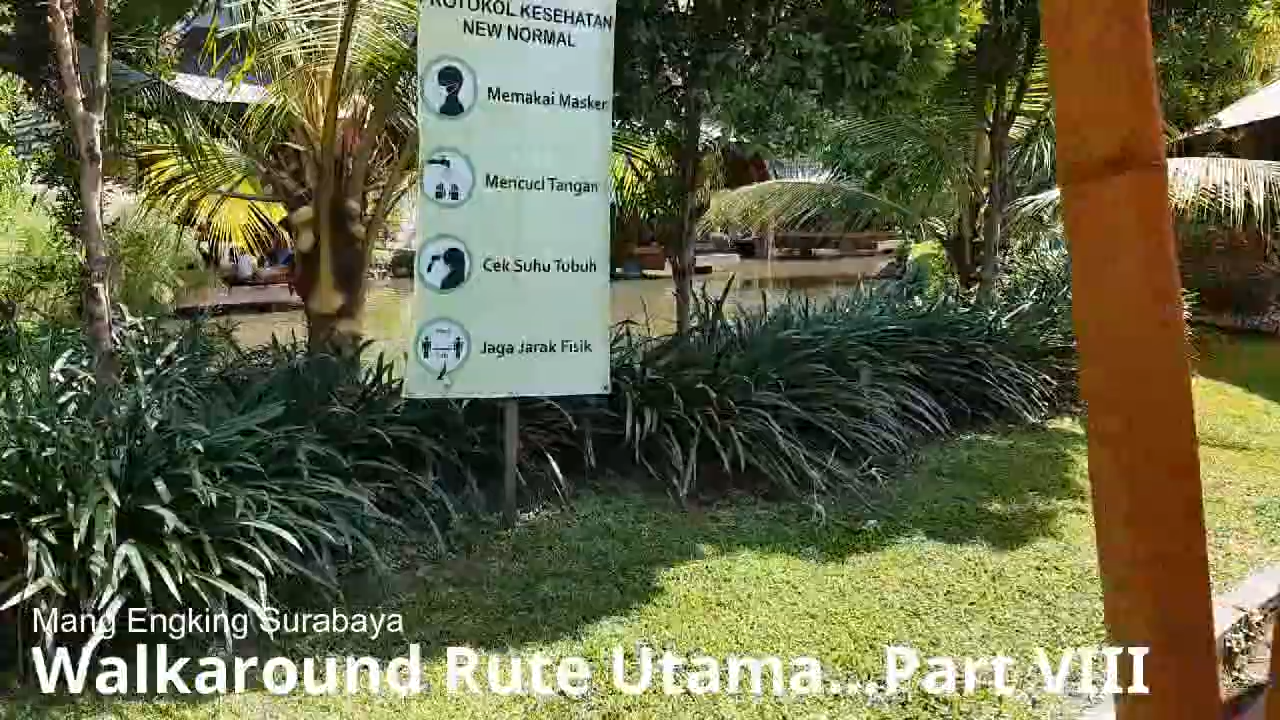 ROTOKOL KESEHATAN
NEW NORMAL
Memakai Masker
Mencuci Tangan
Cek Suhu Tubuh
Jaga Jarak Fisik
Mang Engking Surabaya
Walkaround Rute Utama...Part VIII